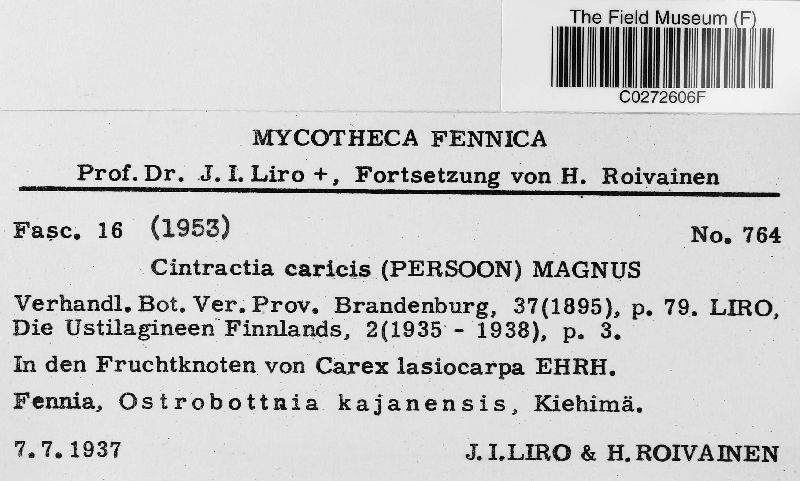 The Field Museum (F)
C0272606F
MYCOTHECA FENNICA
Prof. Dr. J. I. Liro +, Fortsetzung von H. Roivainen
Fasc. 16 (1953) No. 764
Cintractia caricis (PERSOON) MAGNUS
Verhandl. Bot. Ver. Prov. Brandenburg, 37(1895), p. 79. LIRO,
Die Ustilagineen Finnlands, 2(1935 - 1938), p. 3.
In den Fruchtknoten von Carex lasiocarpa EHRH.
Fennia, Ostrobottnia kajanensis, Kiehimä.
7. 7. 1937 J. I. LIRO & H. ROIVAINEN